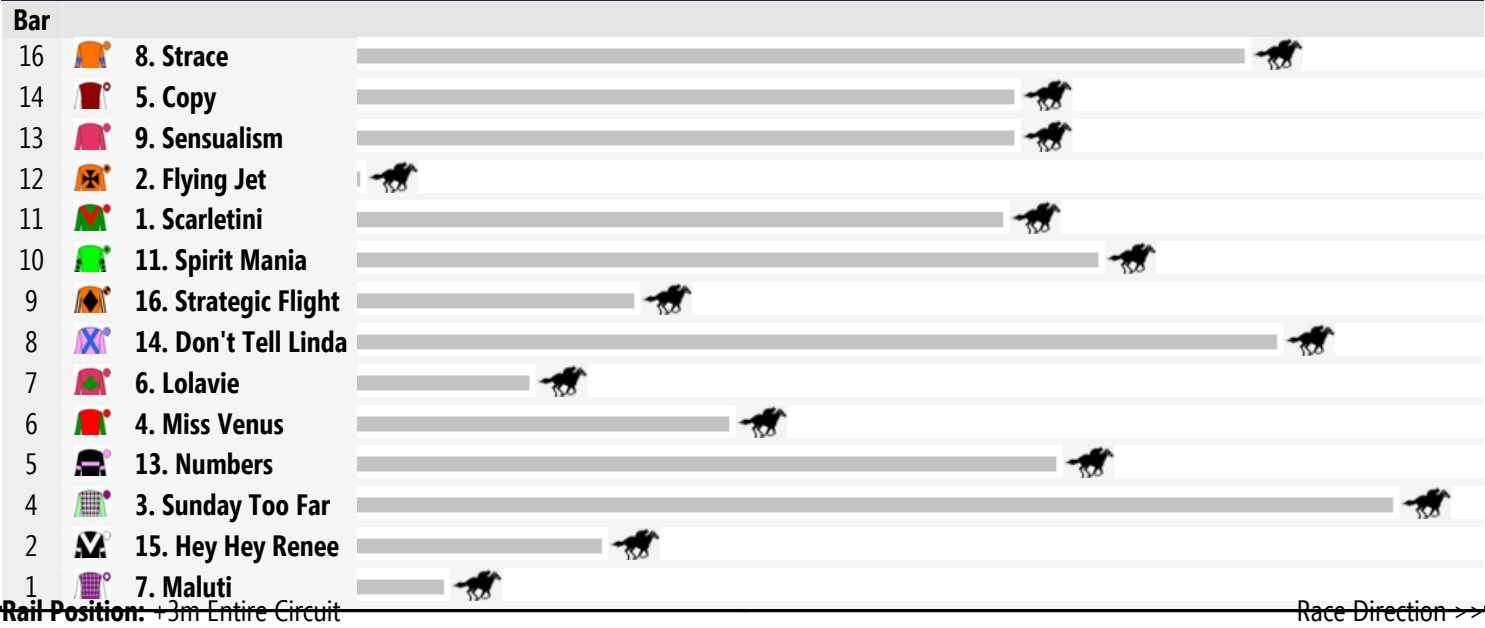 Bar
16 8. Strace
14 5. Copy
13 9. Sensualism
12 2. Flying Jet
11 1. Scarletini
10 11. Spirit Mania
9 16. Strategic Flight
8 14. Don't Tell Linda
7 6. Lolavie
6 4. Miss Venus
5 13. Numbers
4 3. Sunday Too Far
2 15. Hey Hey Renee
1 7. Maluti
Rail Position: +3m Entire Circuit Race Direction >>